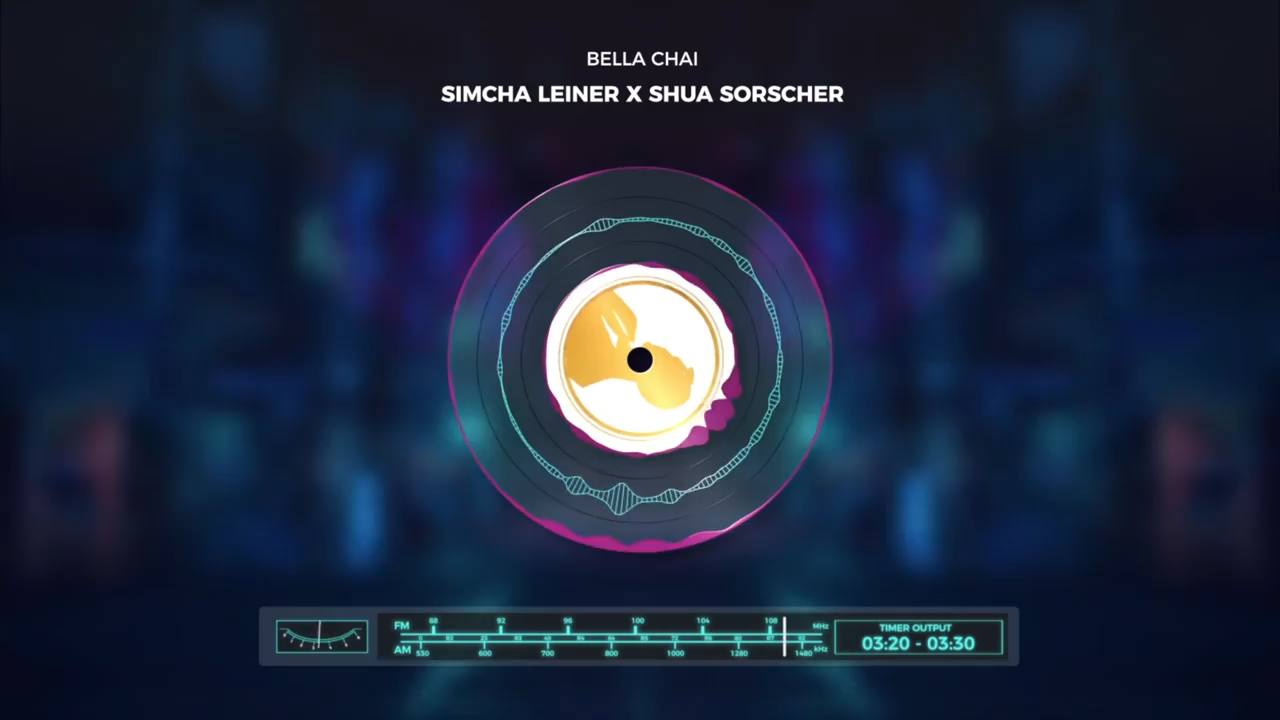 BELLA CHAI
SIMCHA LEINER X SHUA SORSCHER
FM 88 92 96 100 104 108 MHz
AM 530 600 700 800 1000 1280 1480 kHz
TIMER OUTPUT
03:20 - 03:30